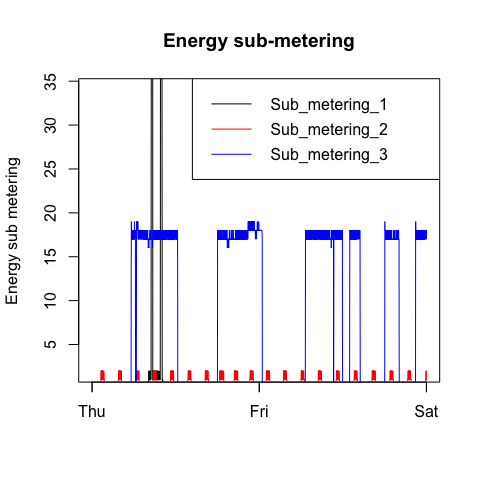 Energy sub-metering
Energy sub metering
35
30
25
20
15
10
5
Sub_metering_1
Sub_metering_2
Sub_metering_3
Thu Fri Sat